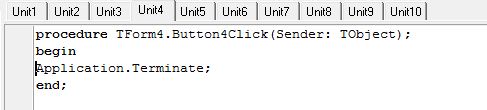 Unit1 Unit2 Unit3 Unit4 Unit5 Unit6 Unit7 Unit8 Unit9 Unit10
procedure TForm4.Button4Click(Sender: TObject);
begin
Application.Terminate;
end;